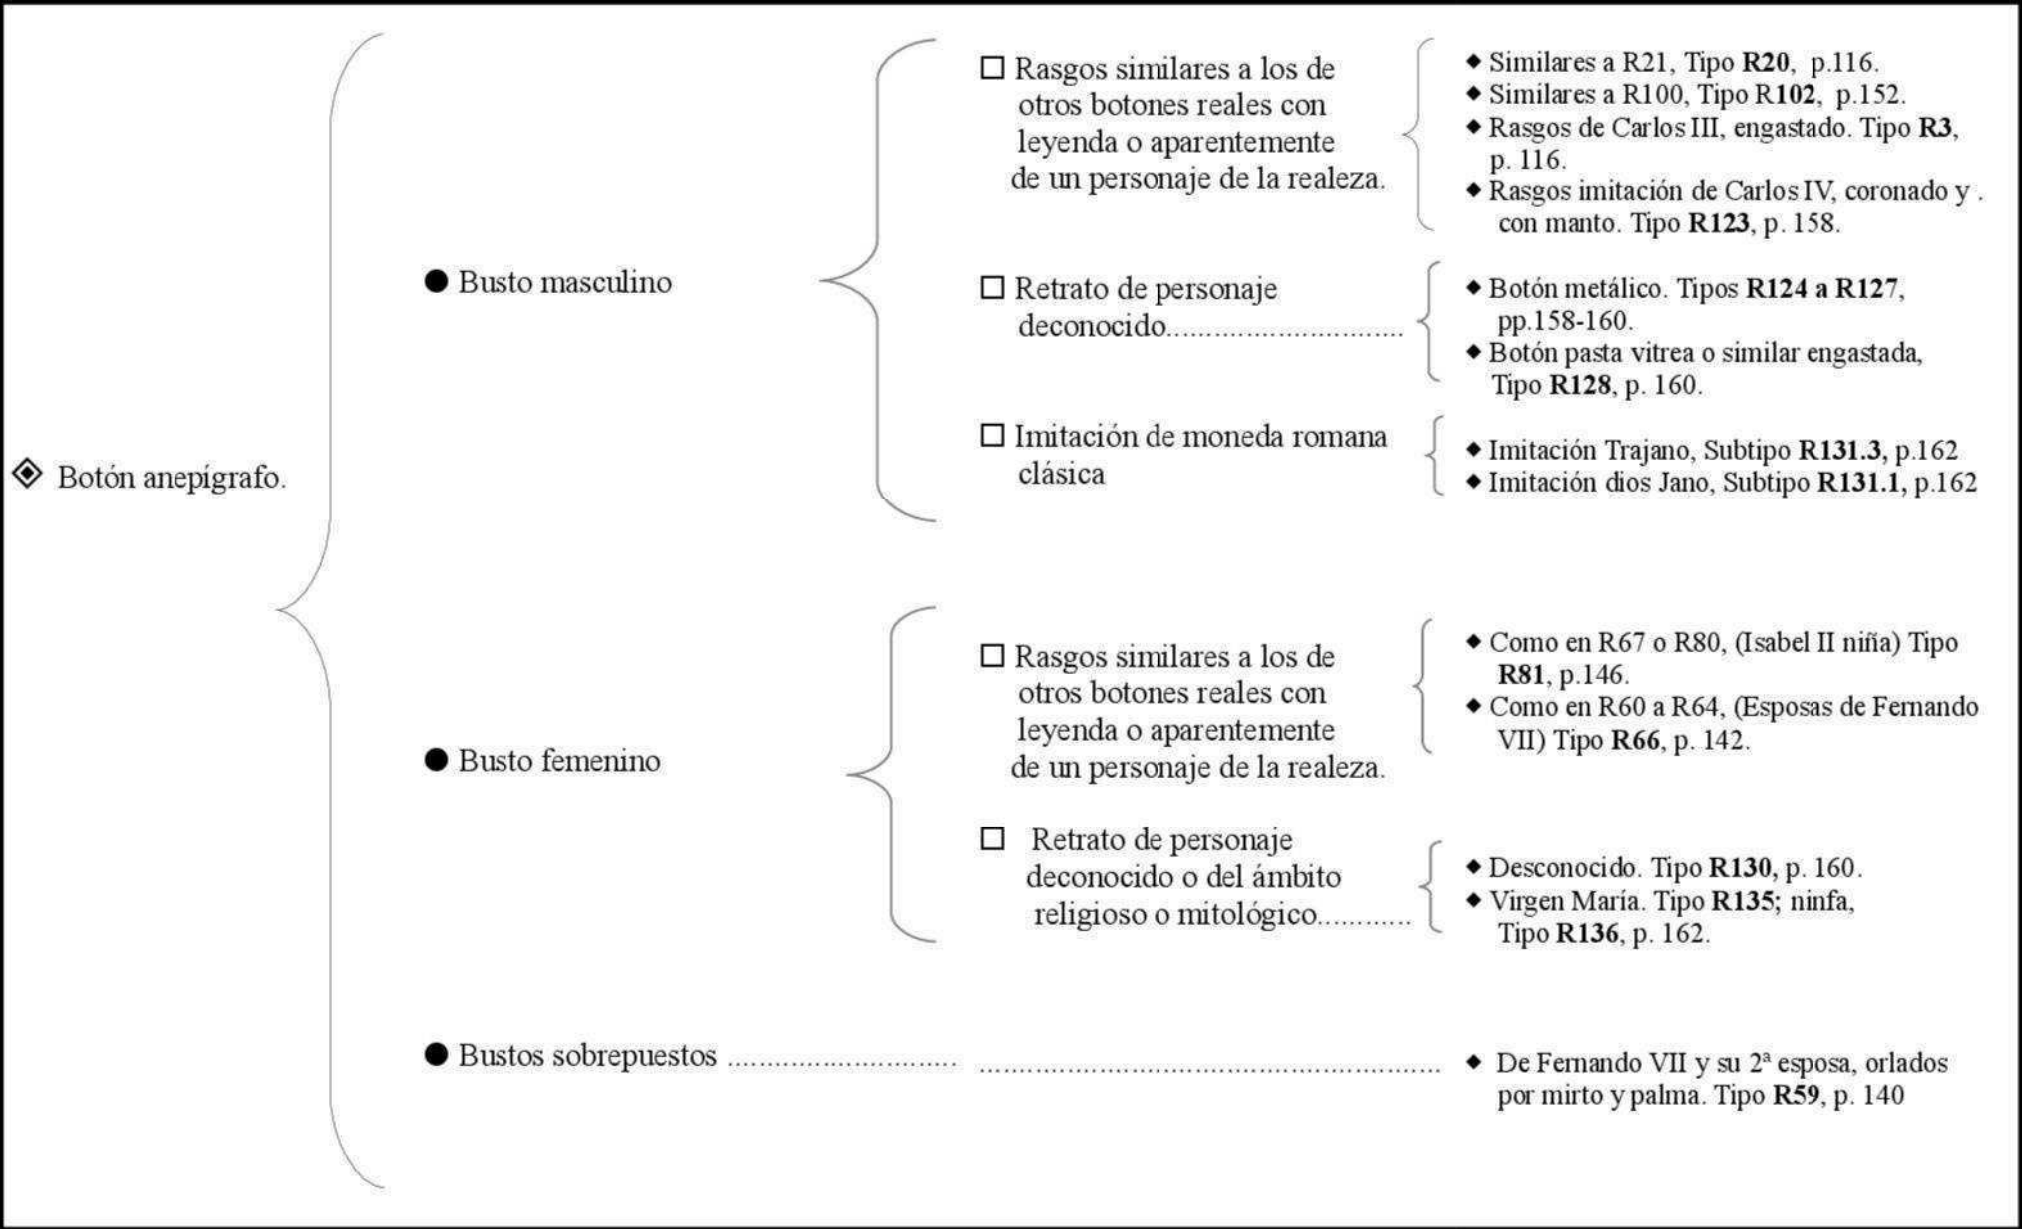 ◈ Botón anepígrafo.
● Busto masculino
☐ Rasgos similares a los de
otros botones reales con
leyenda o aparentemente
de un personaje de la realeza.
◆ Similares a R21, Tipo R20, p.116.
◆ Similares a R100, Tipo R102, p.152.
◆ Rasgos de Carlos III, engastado. Tipo R3,
p. 116.
◆ Rasgos imitación de Carlos IV, coronado y .
con manto. Tipo R123, p. 158.
☐ Retrato de personaje
deconocido..............................
◆ Botón metálico. Tipos R124 a R127,
pp.158-160.
◆ Botón pasta vitrea o similar engastada,
Tipo R128, p. 160.
☐ Imitación de moneda romana
clásica
◆ Imitación Trajano, Subtipo R131.3, p.162
◆ Imitación dios Jano, Subtipo R131.1, p.162
● Busto femenino
☐ Rasgos similares a los de
otros botones reales con
leyenda o aparentemente
de un personaje de la realeza.
◆ Como en R67 o R80, (Isabel II niña) Tipo
R81, p.146.
◆ Como en R60 a R64, (Esposas de Fernando
VII) Tipo R66, p. 142.
☐ Retrato de personaje
deconocido o del ámbito
religioso o mitológico............
◆ Desconocido. Tipo R130, p. 160.
◆ Virgen María. Tipo R135; ninfa,
Tipo R136, p. 162.
● Bustos sobrepuestos ............................. ..........................................................
◆ De Fernando VII y su 2ª esposa, orlados
por mirto y palma. Tipo R59, p. 140